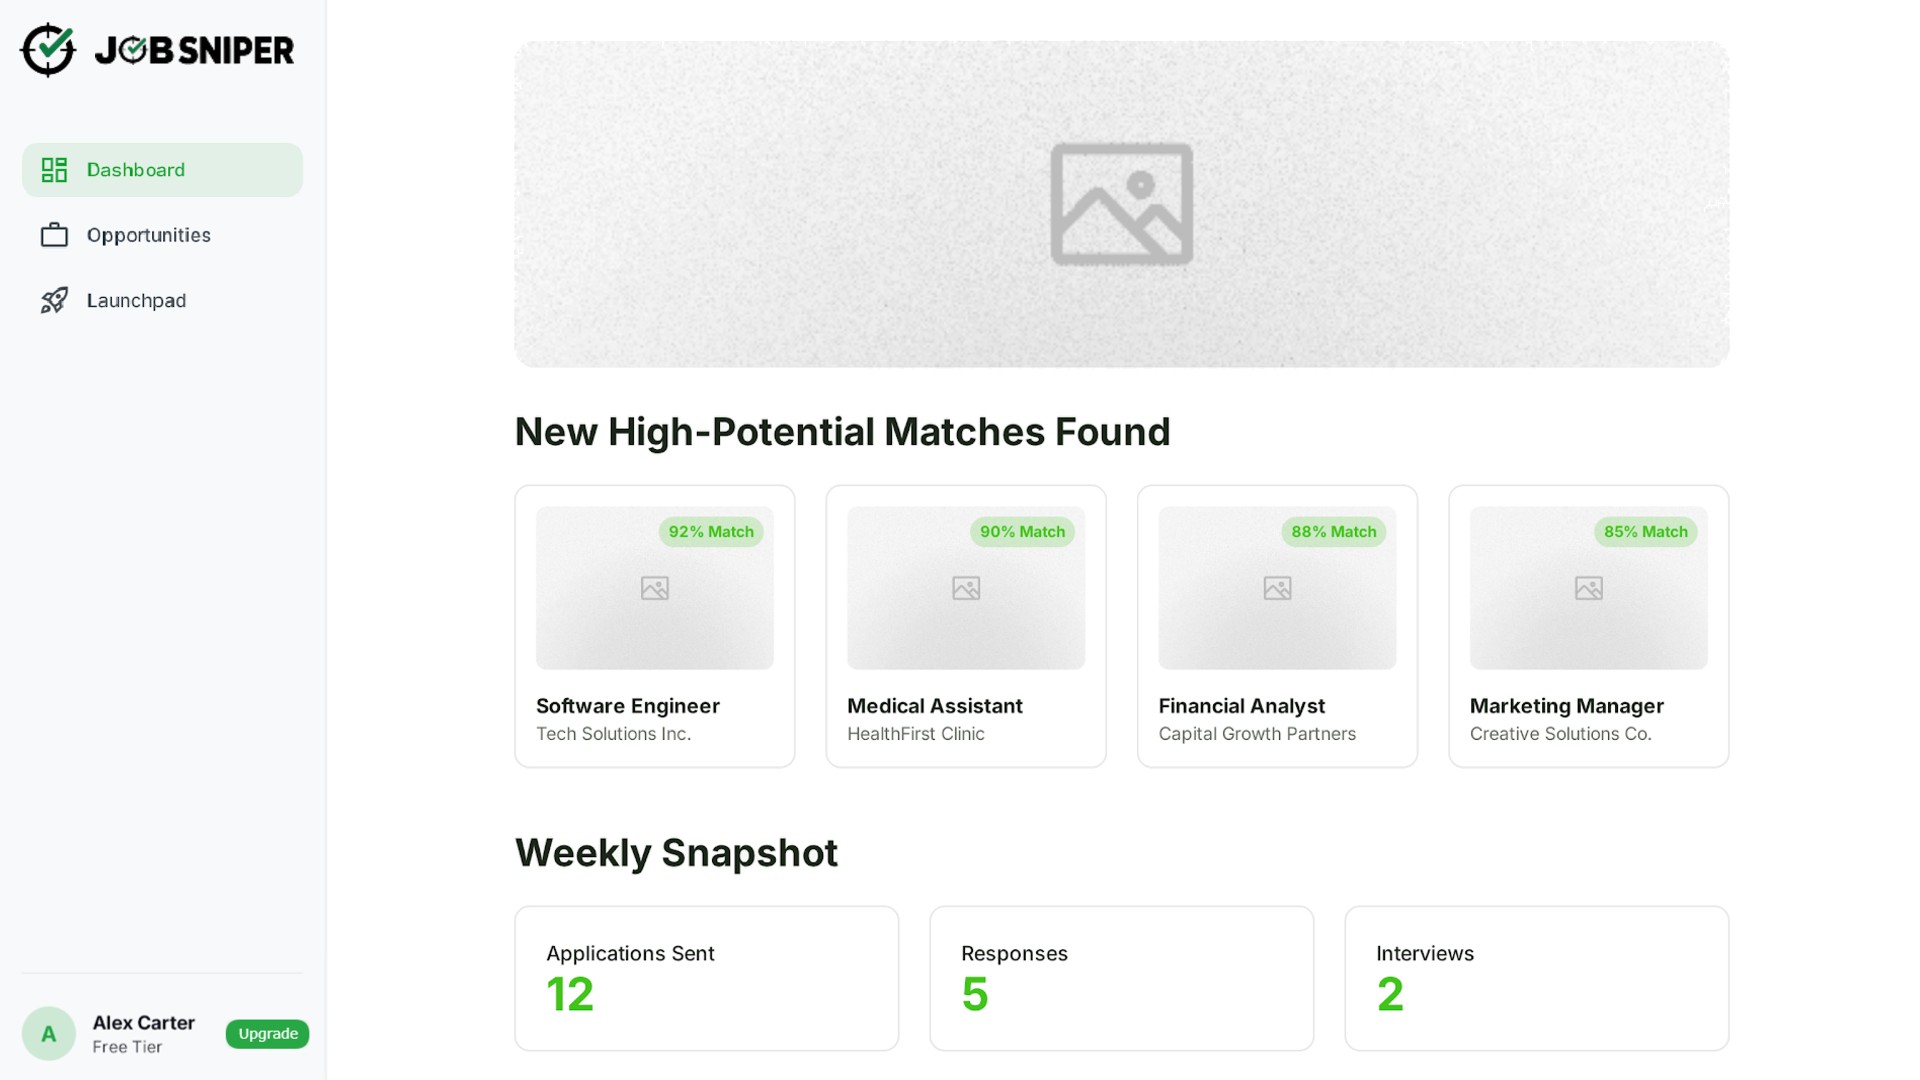 JOB SNIPER
Dashboard
Opportunities
Launchpad
Alex Carter
A
Free Tier
Upgrade
New High-Potential Matches Found
92% Match
Software Engineer
Tech Solutions Inc.
90% Match
Medical Assistant
HealthFirst Clinic
88% Match
Financial Analyst
Capital Growth Partners
85% Match
Marketing Manager
Creative Solutions Co.
Weekly Snapshot
Applications Sent
12
Responses
5
Interviews
2